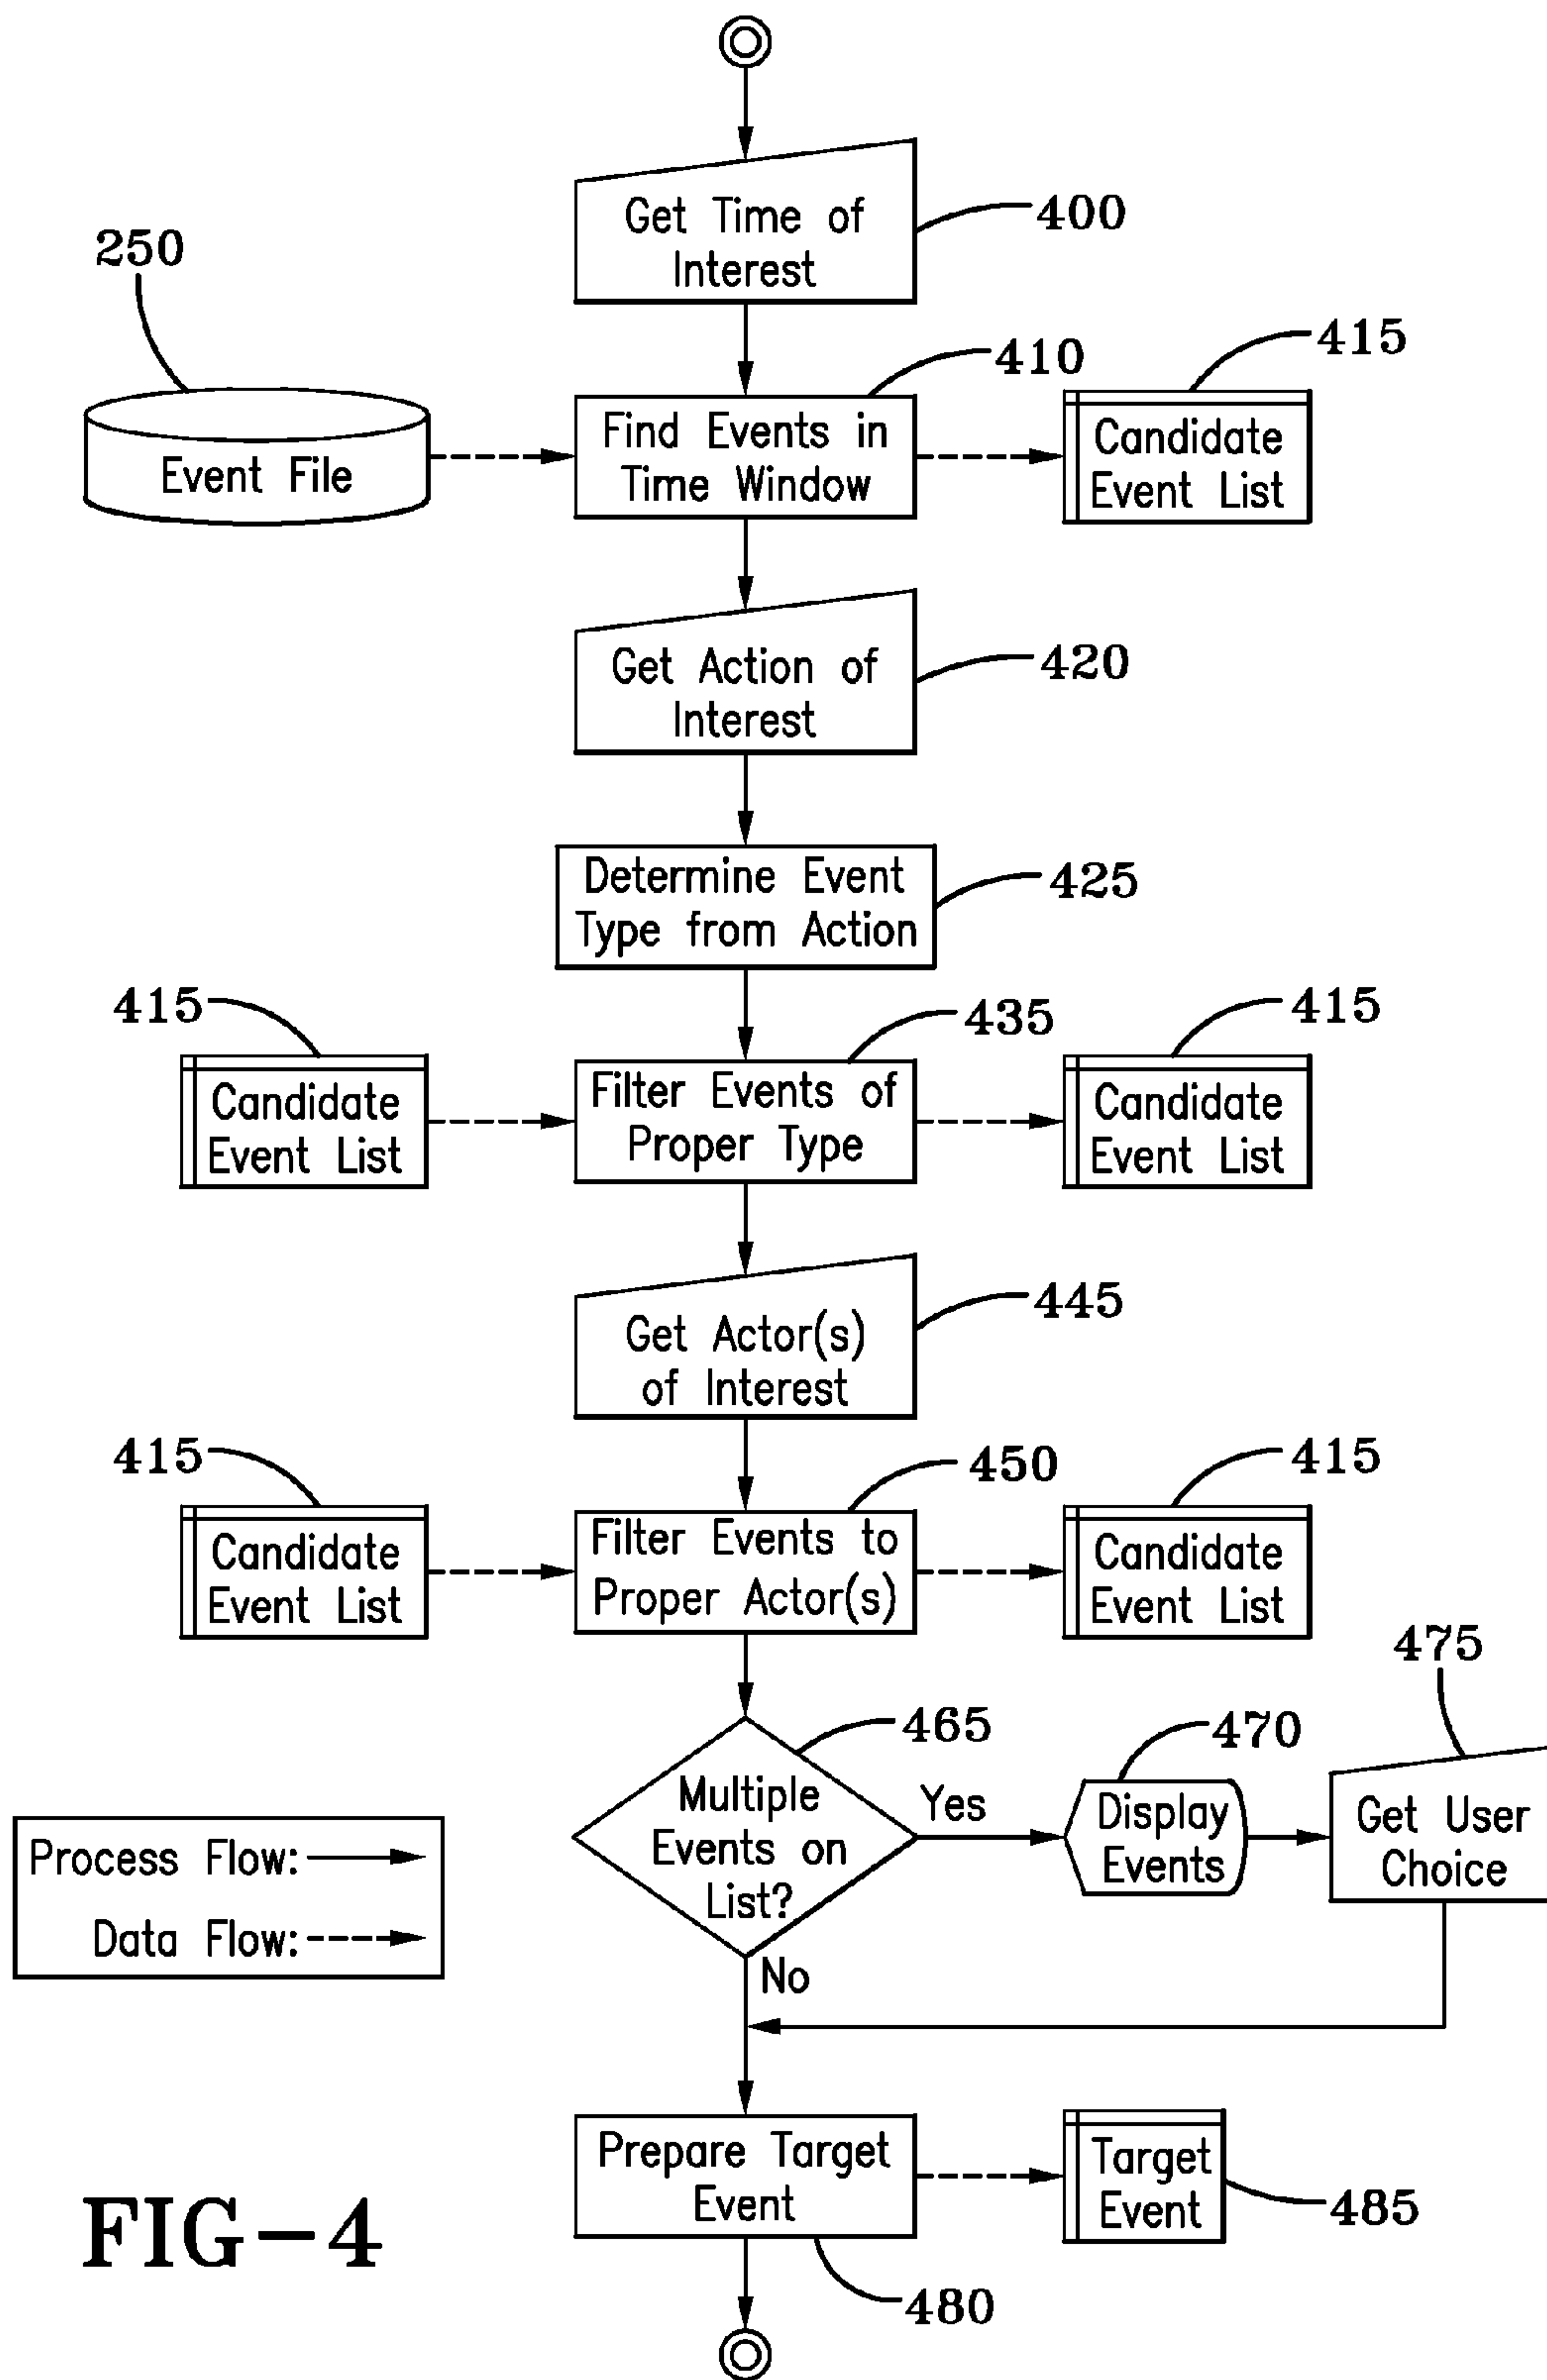 Get Time of
Interest
400
250
Event File
410
Find Events in
Time Window
415
Candidate
Event List
Get Action of
Interest
420
Determine Event
Type from Action
425
415
Candidate
Event List
435
Filter Events of
Proper Type
415
Candidate
Event List
Get Actor(s)
of Interest
445
415
Candidate
Event List
450
Filter Events to
Proper Actor(s)
415
Candidate
Event List
465
Multiple
Events on
List?
Yes
470
Display
Events
475
Get User
Choice
No
Process Flow:
Data Flow:
Prepare Target
Event
480
Target
Event
485
FIG-4